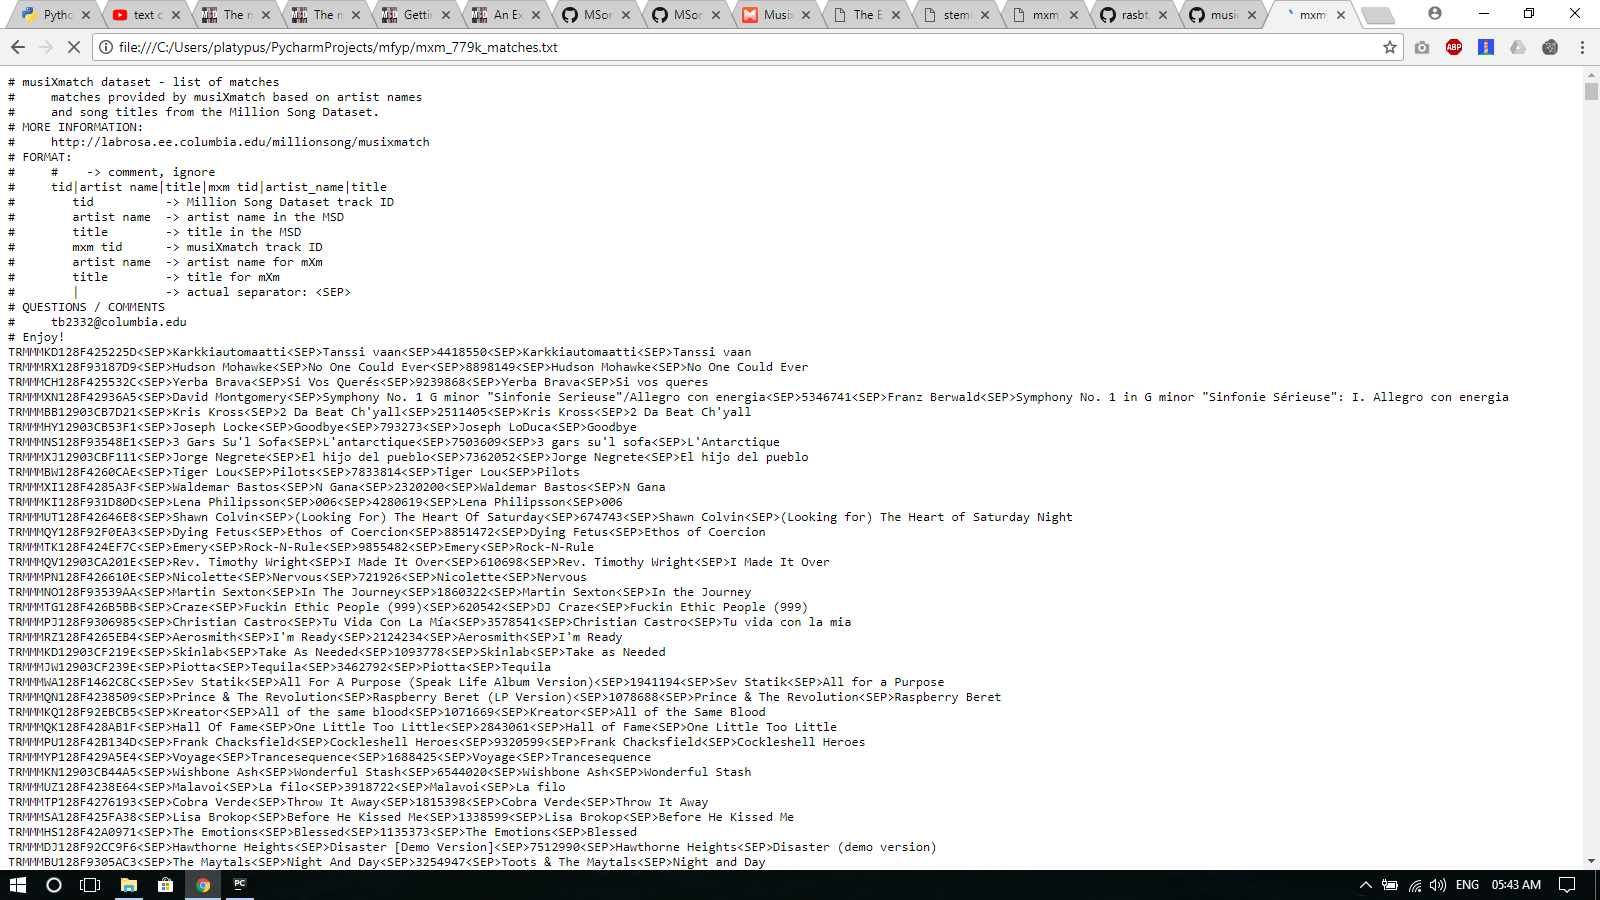 Pytho
text c
The n
The n
Gettin
An Ex
MSon
MSor
Musix
The E
stemm
mxm_
rasbt
music
mxm_
file:///C:/Users/platypus/PycharmProjects/mfyp/mxm_779k_matches.txt
ABP
# musiXmatch dataset - list of matches
#     matches provided by musiXmatch based on artist names
#     and song titles from the Million Song Dataset.
# MORE INFORMATION:
#     http://labrosa.ee.columbia.edu/millionsong/musixmatch
# FORMAT:
#     #    -> comment, ignore
#     tid|artist name|title|mxm tid|artist_name|title
#        tid          -> Million Song Dataset track ID
#        artist name  -> artist name in the MSD
#        title        -> title in the MSD
#        mxm tid      -> musiXmatch track ID
#        artist name  -> artist name for mXm
#        title        -> title for mXm
#        |            -> actual separator: <SEP>
# QUESTIONS / COMMENTS
#     tb2332@columbia.edu
# Enjoy!
TRMMMKD128F425225D<SEP>Karkkiautomaatti<SEP>Tanssi vaan<SEP>4418550<SEP>Karkkiautomaatti<SEP>Tanssi vaan
TRMMMRX128F93187D9<SEP>Hudson Mohawke<SEP>No One Could Ever<SEP>8898149<SEP>Hudson Mohawke<SEP>No One Could Ever
TRMMMCH128F425532C<SEP>Yerba Brava<SEP>Si Vos Querés<SEP>9239868<SEP>Yerba Brava<SEP>Si vos queres
TRMMMXN128F42936A5<SEP>David Montgomery<SEP>Symphony No. 1 G minor "Sinfonie Serieuse"/Allegro con energia<SEP>5346741<SEP>Franz Berwald<SEP>Symphony No. 1 in G minor "Sinfonie Sérieuse": I. Allegro con energia
TRMMMBB12903CB7D21<SEP>Kris Kross<SEP>2 Da Beat Ch'yall<SEP>2511405<SEP>Kris Kross<SEP>2 Da Beat Ch'yall
TRMMMHY12903CB53F1<SEP>Joseph Locke<SEP>Goodbye<SEP>793273<SEP>Joseph LoDuca<SEP>Goodbye
TRMMMNS128F93548E1<SEP>3 Gars Su'l Sofa<SEP>L'antarctique<SEP>7503609<SEP>3 gars su'l sofa<SEP>L'Antarctique
TRMMMXJ12903CBF111<SEP>Jorge Negrete<SEP>El hijo del pueblo<SEP>7362052<SEP>Jorge Negrete<SEP>El hijo del pueblo
TRMMMBW128F4260CAE<SEP>Tiger Lou<SEP>Pilots<SEP>7833814<SEP>Tiger Lou<SEP>Pilots
TRMMMXI128F4285A3F<SEP>Waldemar Bastos<SEP>N Gana<SEP>2320200<SEP>Waldemar Bastos<SEP>N Gana
TRMMMKI128F931D80D<SEP>Lena Philipsson<SEP>006<SEP>4280619<SEP>Lena Philipsson<SEP>006
TRMMMUT128F42646E8<SEP>Shawn Colvin<SEP>(Looking For) The Heart Of Saturday<SEP>674743<SEP>Shawn Colvin<SEP>(Looking for) The Heart of Saturday Night
TRMMMQY128F92F0EA3<SEP>Dying Fetus<SEP>Ethos of Coercion<SEP>8851472<SEP>Dying Fetus<SEP>Ethos of Coercion
TRMMMTK128F424EF7C<SEP>Emery<SEP>Rock-N-Rule<SEP>9855482<SEP>Emery<SEP>Rock-N-Rule
TRMMMQV12903CA201E<SEP>Rev. Timothy Wright<SEP>I Made It Over<SEP>610698<SEP>Rev. Timothy Wright<SEP>I Made It Over
TRMMMPN128F426610E<SEP>Nicolette<SEP>Nervous<SEP>721926<SEP>Nicolette<SEP>Nervous
TRMMMNO128F93539AA<SEP>Martin Sexton<SEP>In The Journey<SEP>1860322<SEP>Martin Sexton<SEP>In the Journey
TRMMMTG128F426B5BB<SEP>Craze<SEP>Fuckin Ethic People (999)<SEP>620542<SEP>DJ Craze<SEP>Fuckin Ethic People (999)
TRMMMPJ128F9306985<SEP>Christian Castro<SEP>Tu Vida Con La Mía<SEP>3578541<SEP>Christian Castro<SEP>Tu vida con la mia
TRMMMRZ128F4265EB4<SEP>Aerosmith<SEP>I'm Ready<SEP>2124234<SEP>Aerosmith<SEP>I'm Ready
TRMMMKD12903CF219E<SEP>Skinlab<SEP>Take As Needed<SEP>1093778<SEP>Skinlab<SEP>Take as Needed
TRMMMJW12903CF239E<SEP>Piotta<SEP>Tequila<SEP>3462792<SEP>Piotta<SEP>Tequila
TRMMMWA128F1462C8C<SEP>Sev Statik<SEP>All For A Purpose (Speak Life Album Version)<SEP>1941194<SEP>Sev Statik<SEP>All for a Purpose
TRMMMQN128F4238509<SEP>Prince & The Revolution<SEP>Raspberry Beret (LP Version)<SEP>1078688<SEP>Prince & The Revolution<SEP>Raspberry Beret
TRMMMKQ128F92EBCB5<SEP>Kreator<SEP>All of the same blood<SEP>1071669<SEP>Kreator<SEP>All of the Same Blood
TRMMMQK128F428AB1F<SEP>Hall Of Fame<SEP>One Little Too Little<SEP>2843061<SEP>Hall of Fame<SEP>One Little Too Little
TRMMMPU128F42B134D<SEP>Frank Chacksfield<SEP>Cockleshell Heroes<SEP>9320599<SEP>Frank Chacksfield<SEP>Cockleshell Heroes
TRMMMYP128F429A5E4<SEP>Voyage<SEP>Trancesequence<SEP>1688425<SEP>Voyage<SEP>Trancesequence
TRMMMKN12903CB44A5<SEP>Wishbone Ash<SEP>Wonderful Stash<SEP>6544020<SEP>Wishbone Ash<SEP>Wonderful Stash
TRMMMUZ128F4238E64<SEP>Malavoi<SEP>La filo<SEP>3918722<SEP>Malavoi<SEP>La filo
TRMMMTP128F4276193<SEP>Cobra Verde<SEP>Throw It Away<SEP>1815398<SEP>Cobra Verde<SEP>Throw It Away
TRMMMSA128F425FA38<SEP>Lisa Brokop<SEP>Before He Kissed Me<SEP>1338599<SEP>Lisa Brokop<SEP>Before He Kissed Me
TRMMMHS128F42A0971<SEP>The Emotions<SEP>Blessed<SEP>1135373<SEP>The Emotions<SEP>Blessed
TRMMMDJ128F92CC9F6<SEP>Hawthorne Heights<SEP>Disaster [Demo Version]<SEP>7512990<SEP>Hawthorne Heights<SEP>Disaster (demo version)
TRMMMBU128F9305AC3<SEP>The Maytals<SEP>Night And Day<SEP>3254947<SEP>Toots & The Maytals<SEP>Night and Day
PC
ENG
05:43 AM